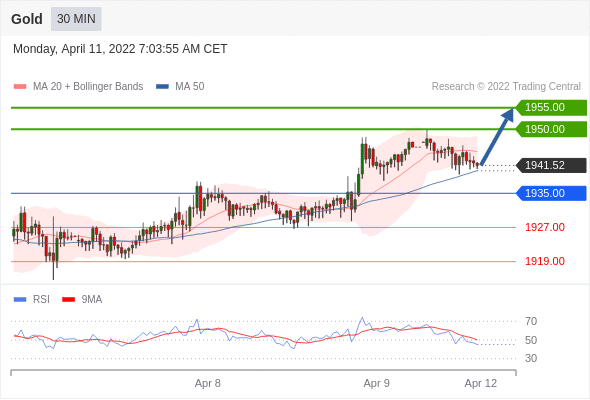 Gold 30 MIN
Monday, April 11, 2022 7:03:55 AM CET
MA 20 + Bollinger Bands MA 50 Research © 2022 Trading Central
1955.00
1950.00
1941.52
1935.00
1927.00
1919.00
RSI 9MA
70
50
30
Apr 8 Apr 9 Apr 12